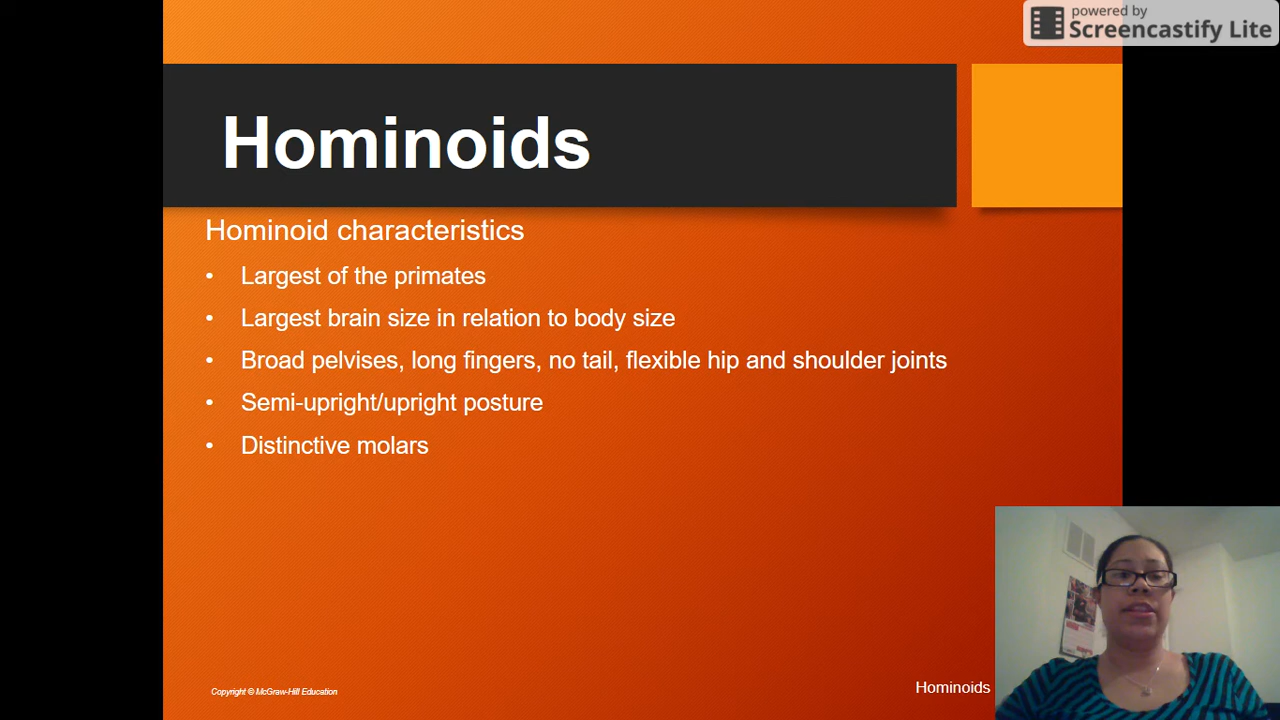 powered by
Screencastify Lite
Hominoids
Hominoid characteristics
• Largest of the primates
• Largest brain size in relation to body size
• Broad pelvises, long fingers, no tail, flexible hip and shoulder joints
• Semi-upright/upright posture
• Distinctive molars
Copyright © McGraw-Hill Education
Hominoids